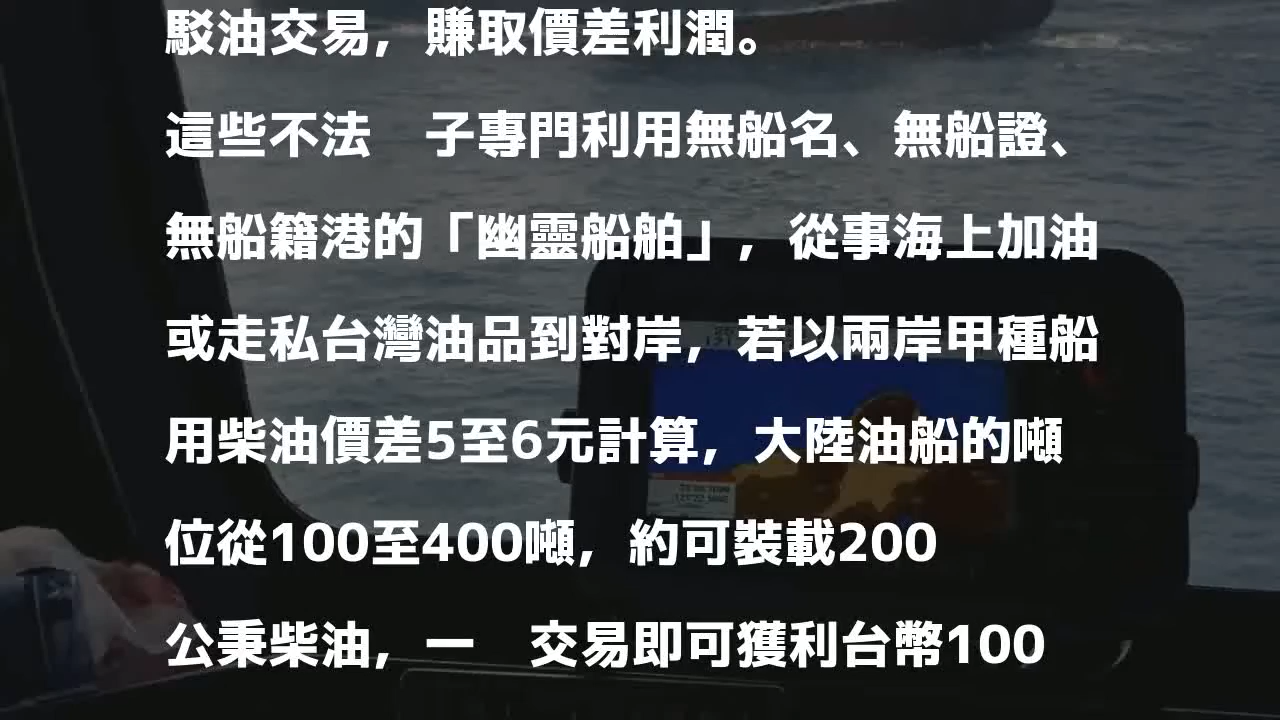 駁油交易，賺取價差利潤。
這些不法　子專門利用無船名、無船證、
無船籍港的「幽靈船舶」，從事海上加油
或走私台灣油品到對岸，若以兩岸甲種船
用柴油價差5至6元計算，大陸油船的噸
位從100至400噸，約可裝載200
公秉柴油，一　交易即可獲利台幣100